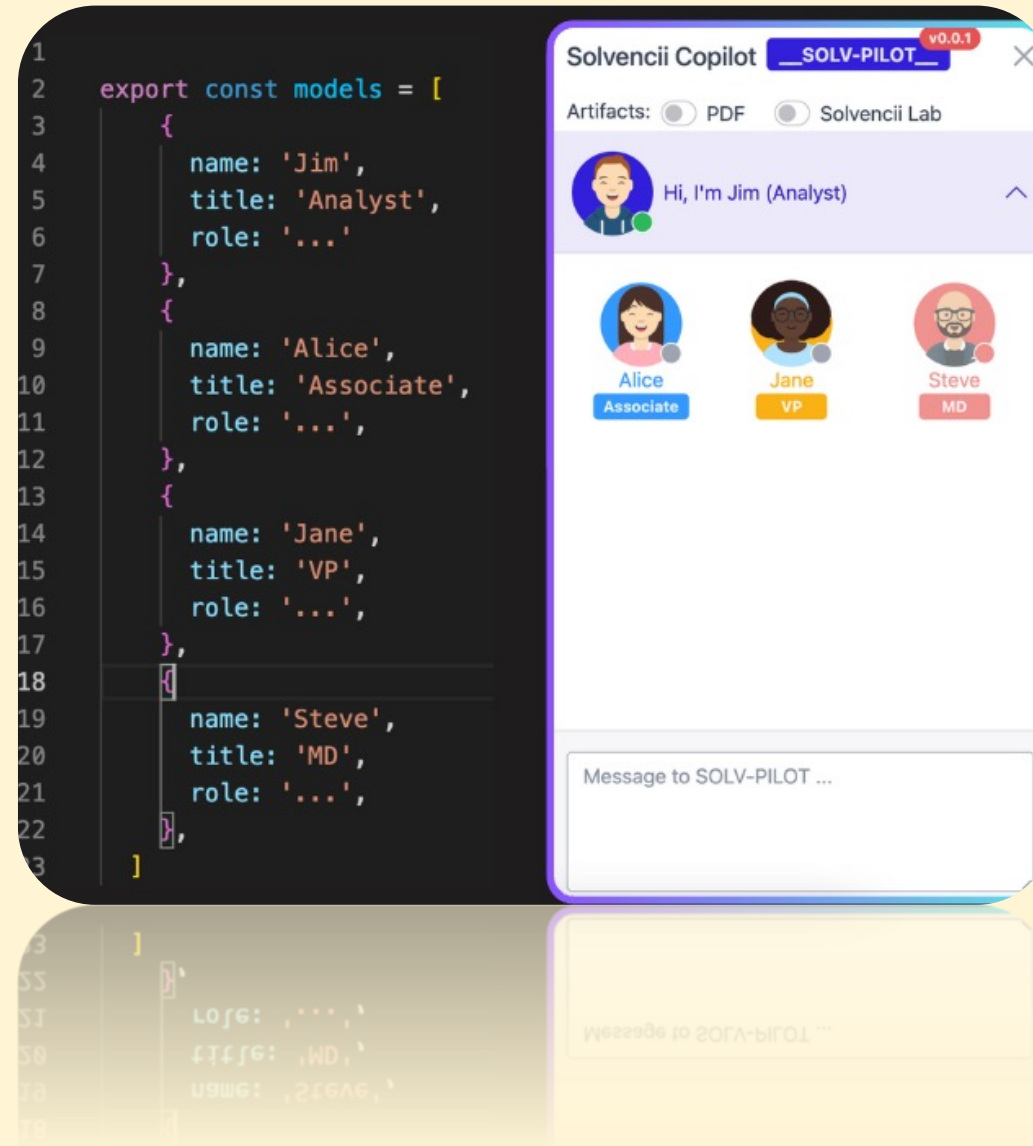 1
2 export const models = [
3 {
4 name: 'Jim',
5 title: 'Analyst',
6 role: '...'
7 },
8 {
9 name: 'Alice',
10 title: 'Associate',
11 role: '...',
12 },
13 {
14 name: 'Jane',
15 title: 'VP',
16 role: '...',
17 },
18 {
19 name: 'Steve',
20 title: 'MD',
21 role: '...',
22 },
23 ]
Solvencii Copilot __SOLV-PILOT__ v0.0.1
Artifacts: PDF Solvencii Lab
Hi, I'm Jim (Analyst)
Alice Jane Steve
Associate VP MD
Message to SOLV-PILOT ...